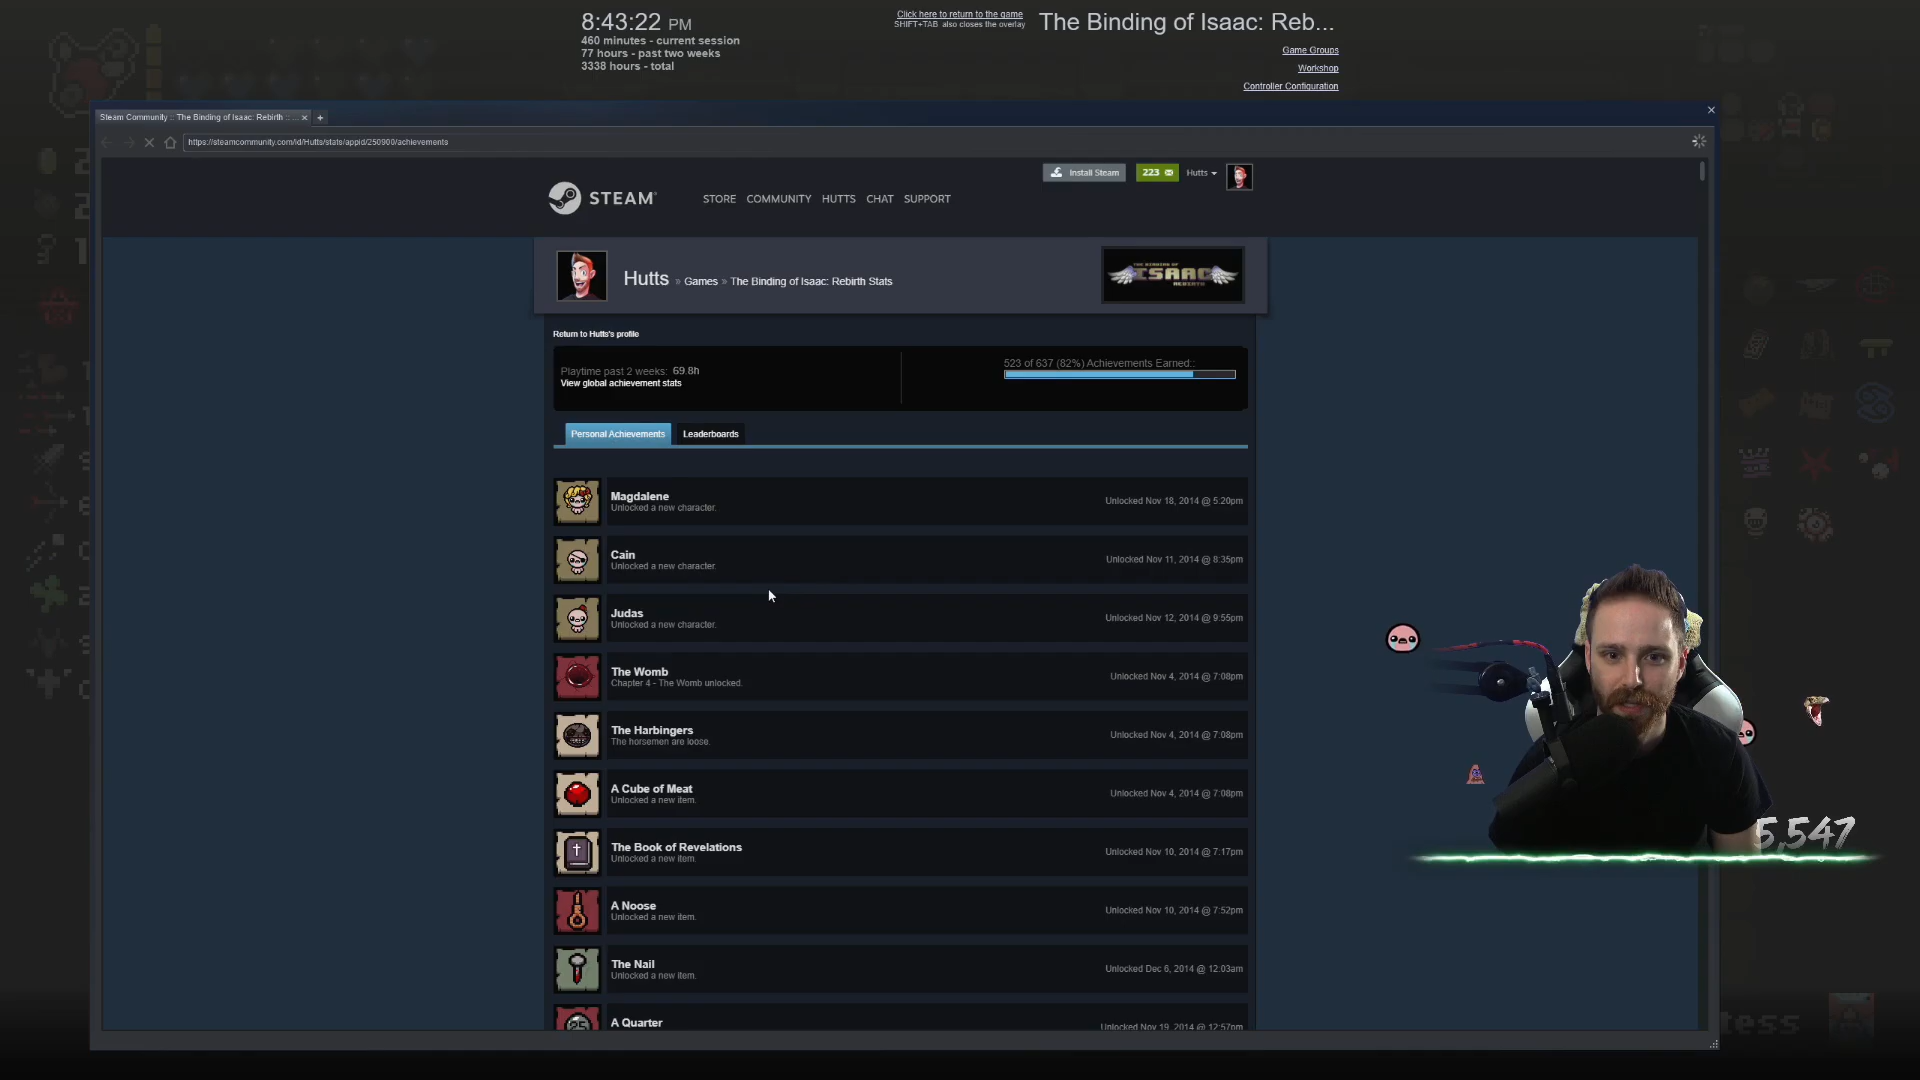 8:43:22 PM
460 minutes - current session
77 hours - past two weeks
3338 hours - total
Click here to return to the game
SHIFT+TAB also closes the overlay
The Binding of Isaac: Reb...
Game Groups
Workshop
Controller Configuration
Steam Community :: The Binding of Isaac: Rebirth :: ...
https://steamcommunity.com/id/Hutts/stats/appid/250900/achievements
Install Steam
223
Hutts
STEAM
STORE COMMUNITY HUTTS CHAT SUPPORT
Hutts » Games » The Binding of Isaac: Rebirth Stats
THE BINDING OF
ISAAC
REBIRTH
Return to Hutts's profile
Playtime past 2 weeks: 69.8h
View global achievement stats
523 of 637 (82%) Achievements Earned::
Personal Achievements
Leaderboards
Magdalene
Unlocked a new character.
Unlocked Nov 18, 2014 @ 5:20pm
Cain
Unlocked a new character.
Unlocked Nov 11, 2014 @ 8:35pm
Judas
Unlocked a new character.
Unlocked Nov 12, 2014 @ 9:55pm
The Womb
Chapter 4 - The Womb unlocked.
Unlocked Nov 4, 2014 @ 7:08pm
The Harbingers
The horsemen are loose.
Unlocked Nov 4, 2014 @ 7:08pm
A Cube of Meat
Unlocked a new item.
Unlocked Nov 4, 2014 @ 7:08pm
The Book of Revelations
Unlocked a new item.
Unlocked Nov 10, 2014 @ 7:17pm
A Noose
Unlocked a new item.
Unlocked Nov 10, 2014 @ 7:52pm
The Nail
Unlocked a new item.
Unlocked Dec 6, 2014 @ 12:03am
A Quarter
Unlocked Nov 19, 2014 @ 12:57pm
25
5,547
tess